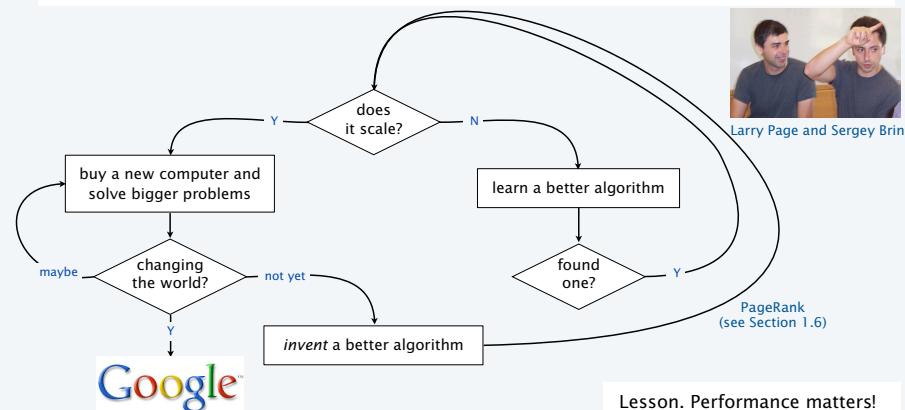 does
it scale?
Y
N
Larry Page and Sergey Brin
buy a new computer and
solve bigger problems
learn a better algorithm
maybe
changing
the world?
not yet
found
one?
Y
PageRank
(see Section 1.6)
Y
invent a better algorithm
Google™
Lesson. Performance matters!